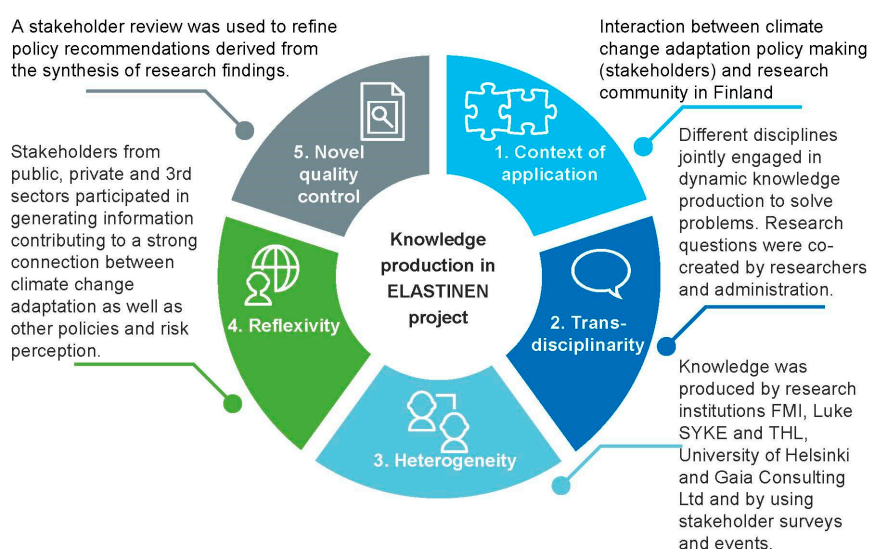 A stakeholder review was used to refine
policy recommendations derived from
the synthesis of research findings.
Interaction between climate
change adaptation policy making
(stakeholders) and research
community in Finland
Different disciplines
jointly engaged in
dynamic knowledge
production to solve
problems. Research
questions were co-
created by researchers
and administration.
Knowledge was
produced by research
institutions FMI, Luke
SYKE and THL,
University of Helsinki
and Gaia Consulting
Ltd and by using
stakeholder surveys
and events.
Stakeholders from
public, private and 3rd
sectors participated in
generating information
contributing to a strong
connection between
climate change
adaptation as well as
other policies and risk
perception.
Knowledge
production in
ELASTINEN
project
1. Context of
application
2. Trans-
disciplinarity
3. Heterogeneity
4. Reflexivity
5. Novel
quality
control